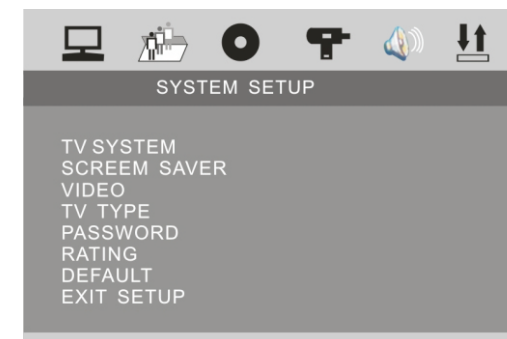 SYSTEM SETUP
TV SYSTEM
SCREEM SAVER
VIDEO
TV TYPE
PASSWORD
RATING
DEFAULT
EXIT SETUP